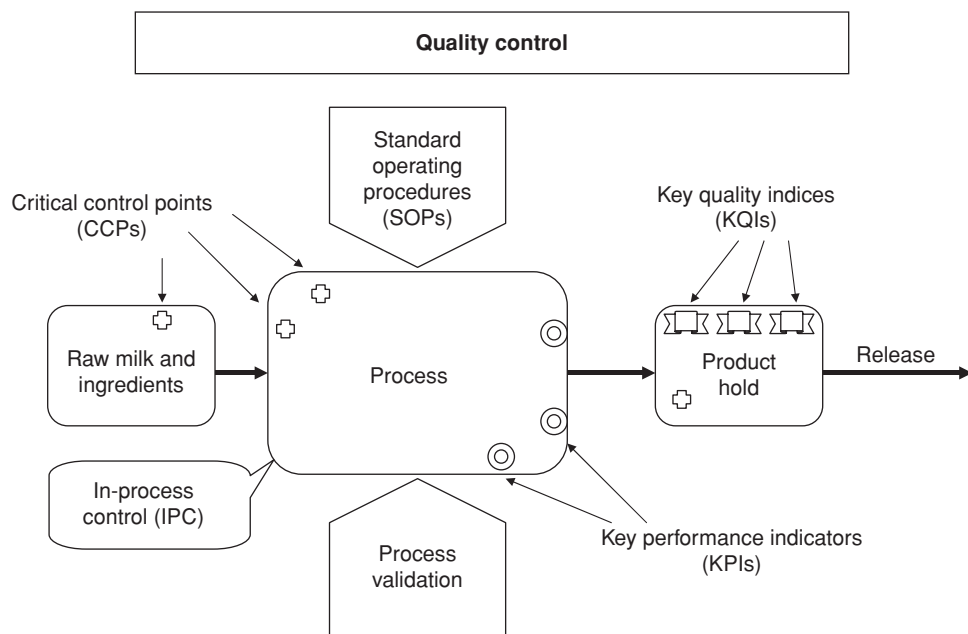 Quality control
Standard
operating
procedures
(SOPs)
Critical control points
(CCPs)
Key quality indices
(KQIs)
Raw milk and
ingredients
Process
Product
hold
Release
In-process
control (IPC)
Process
validation
Key performance indicators
(KPIs)